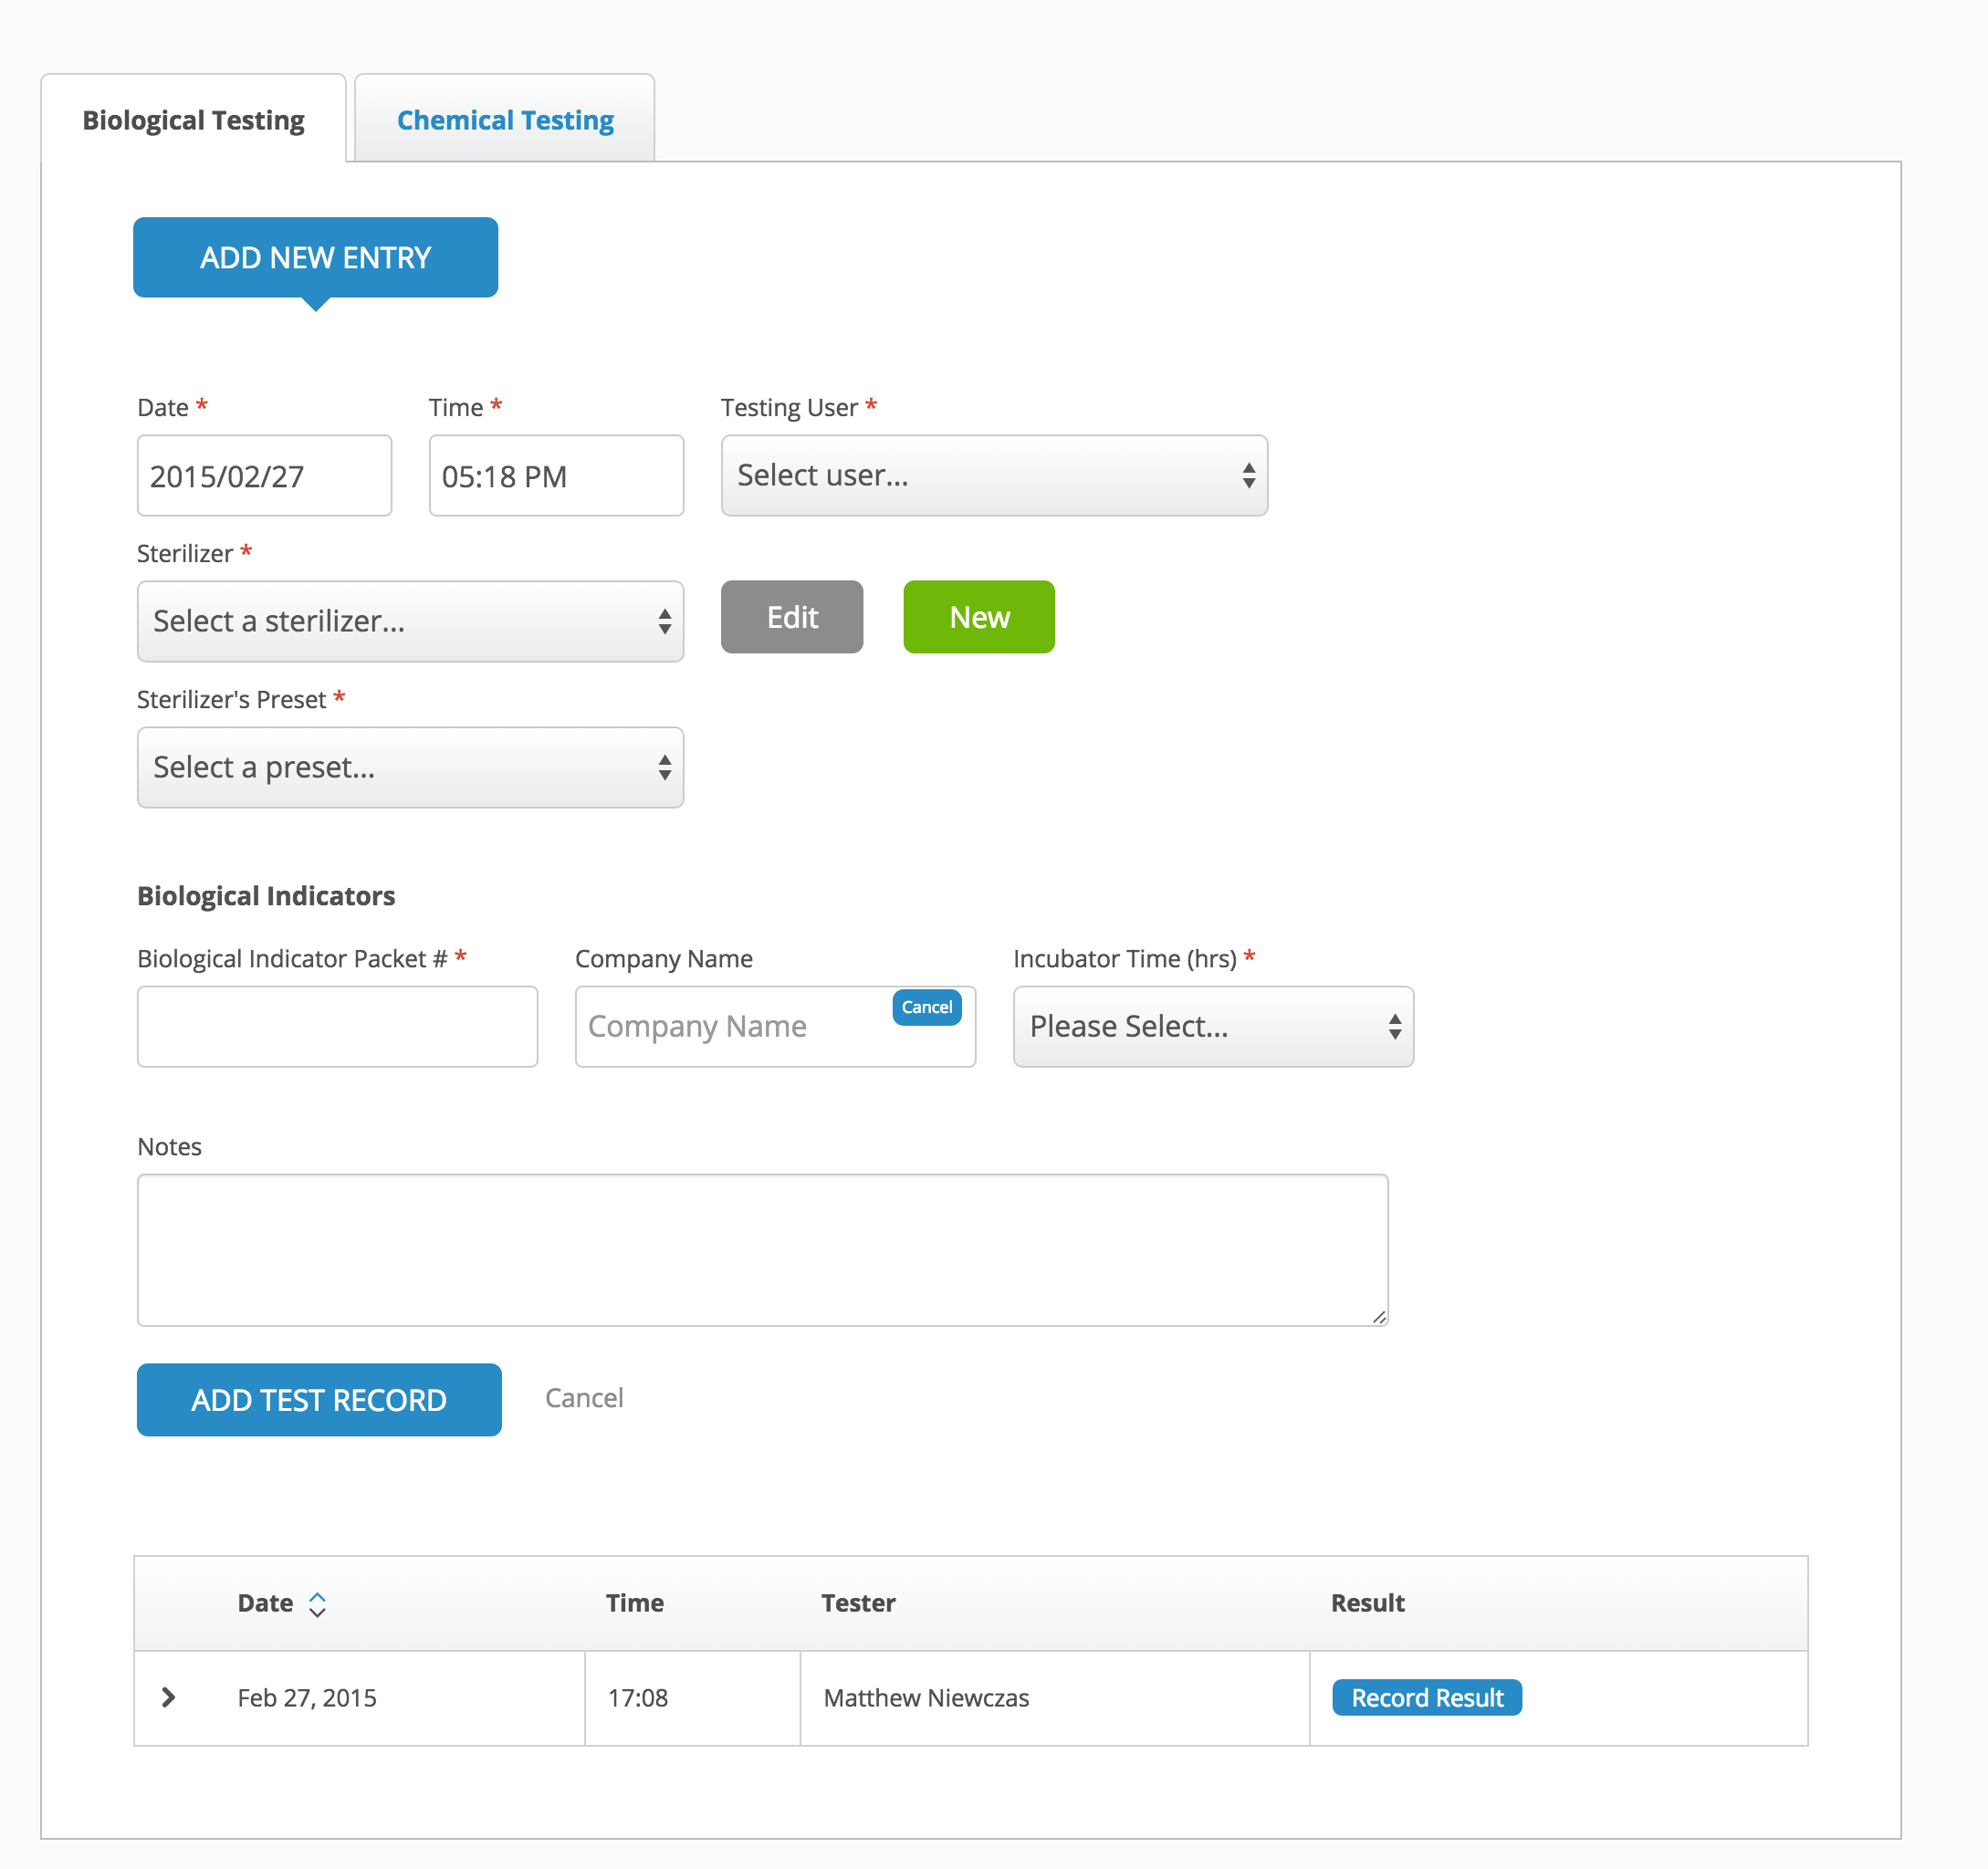 Biological Testing
Chemical Testing
ADD NEW ENTRY
Date *
Time *
Testing User *
2015/02/27
05:18 PM
Select user...
Sterilizer *
Select a sterilizer...
Edit
New
Sterilizer's Preset *
Select a preset...
Biological Indicators
Biological Indicator Packet # *
Company Name
Incubator Time (hrs) *
Company Name
Cancel
Please Select...
Notes
ADD TEST RECORD
Cancel
Date
Time
Tester
Result
Feb 27, 2015
17:08
Matthew Niewczas
Record Result